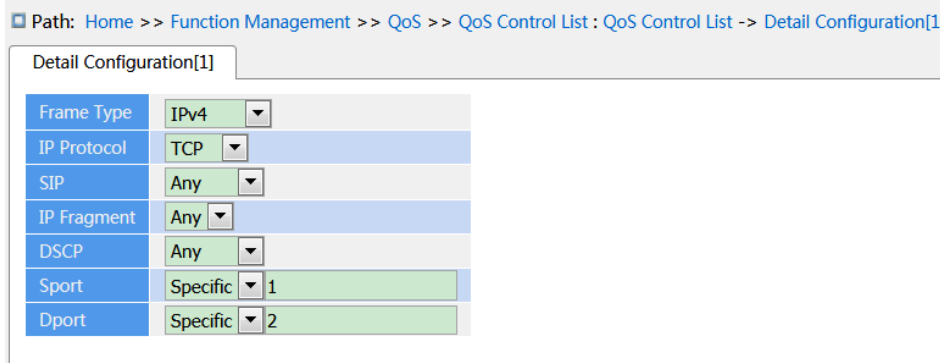 Path: Home >> Function Management >> QoS >> QoS Control List : QoS Control List -> Detail Configuration[1
Detail Configuration[1]
Frame Type IPv4
IP Protocol TCP
SIP Any
IP Fragment Any
DSCP Any
Sport Specific 1
Dport Specific 2